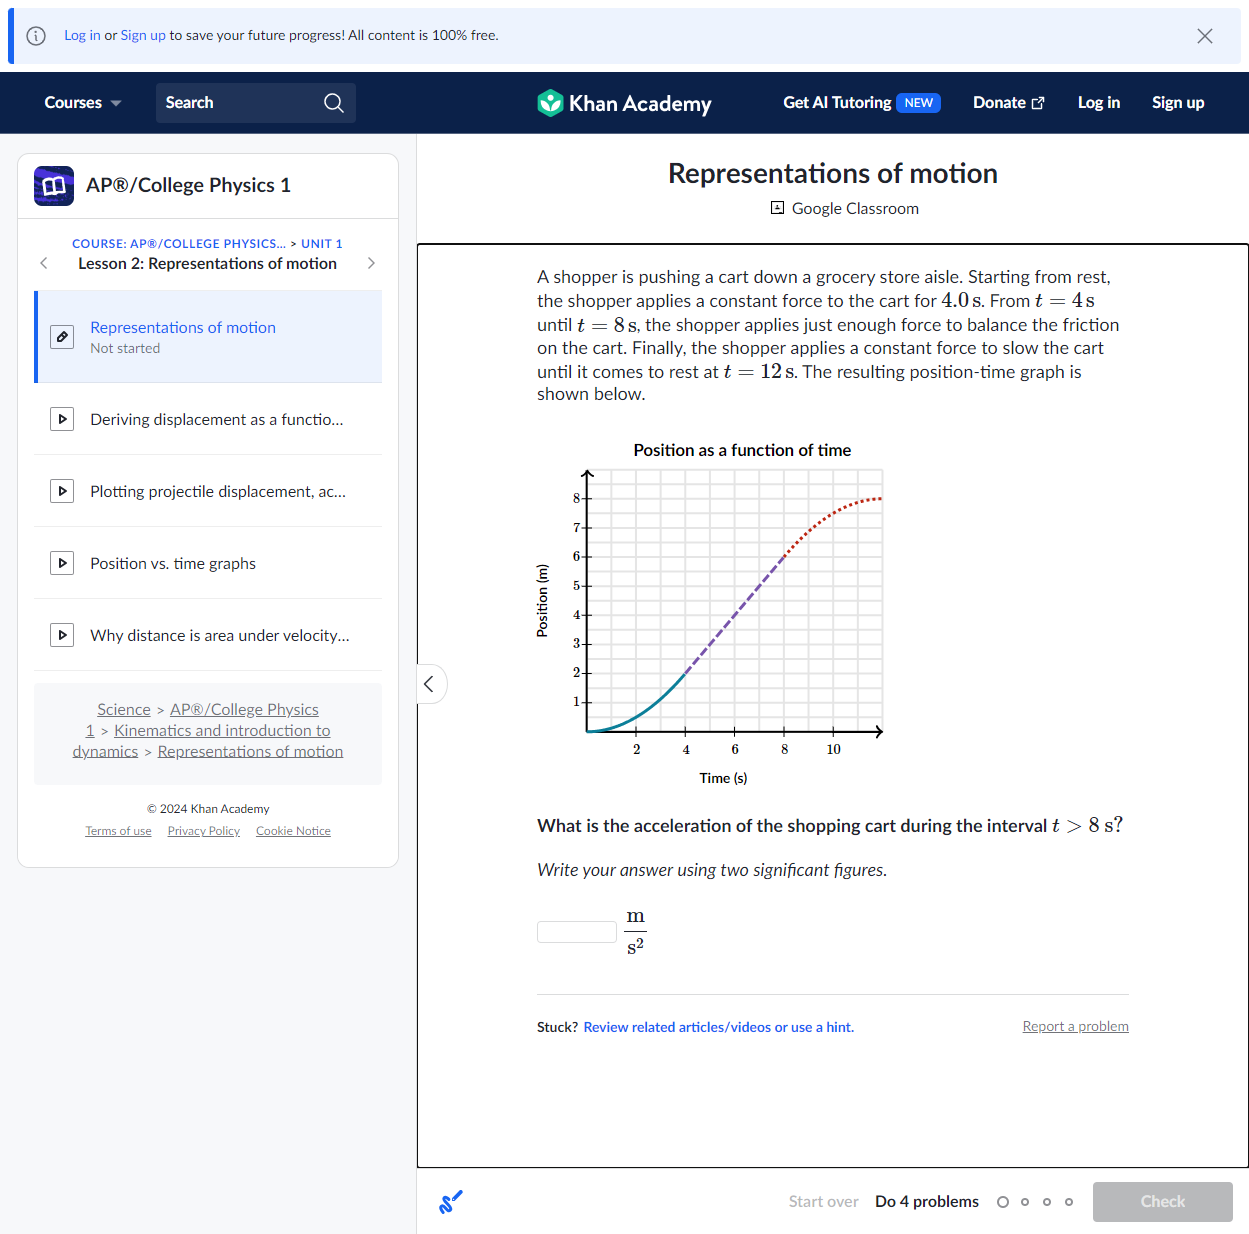 Log in or Sign up to save your future progress! All content is 100% free.
Courses
Search
Khan Academy
Get AI Tutoring NEW
Donate
Log in
Sign up
AP®/College Physics 1
COURSE: AP®/COLLEGE PHYSICS... > UNIT 1
Lesson 2: Representations of motion
Representations of motion
Not started
Deriving displacement as a functio...
Plotting projectile displacement, ac...
Position vs. time graphs
Why distance is area under velocity...
Science > AP®/College Physics
1 > Kinematics and introduction to
dynamics > Representations of motion
© 2024 Khan Academy
Terms of use Privacy Policy Cookie Notice
Representations of motion
Google Classroom
A shopper is pushing a cart down a grocery store aisle. Starting from rest,
the shopper applies a constant force to the cart for 4.0 s. From t = 4 s
until t = 8 s, the shopper applies just enough force to balance the friction
on the cart. Finally, the shopper applies a constant force to slow the cart
until it comes to rest at t = 12 s. The resulting position-time graph is
shown below.
Position as a function of time
Position (m)
8
7
6
5
4
3
2
1
2 4 6 8 10
Time (s)
What is the acceleration of the shopping cart during the interval t > 8 s?
Write your answer using two significant figures.
m
s²
Stuck? Review related articles/videos or use a hint.
Report a problem
Start over
Do 4 problems
Check